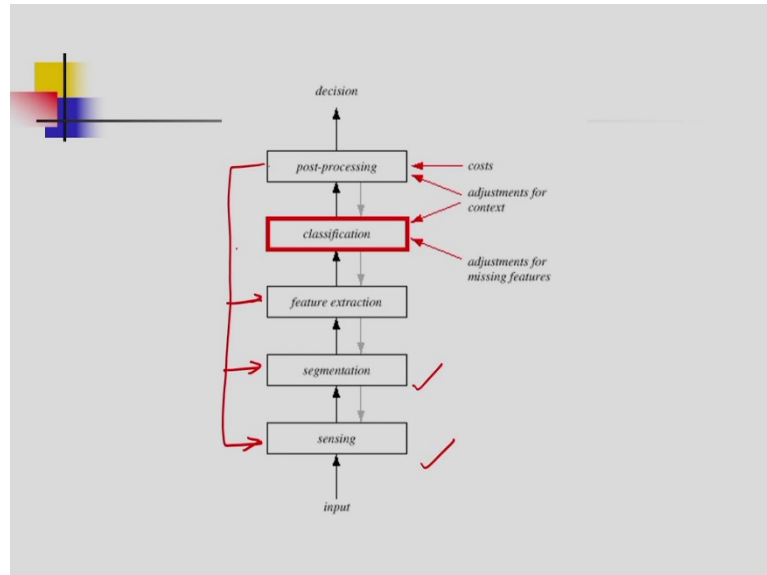 decision
post-processing
costs
adjustments for
context
classification
adjustments for
missing features
feature extraction
segmentation
sensing
input